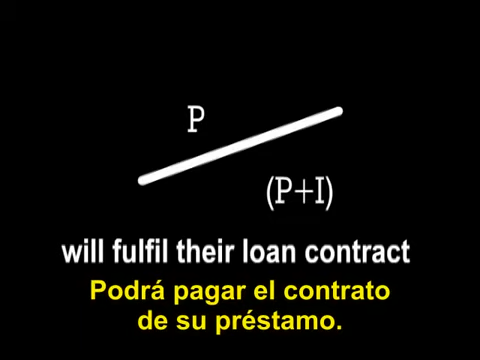 P
(P+I)
will fulfil their loan contract
Podrá pagar el contrato
de su préstamo.